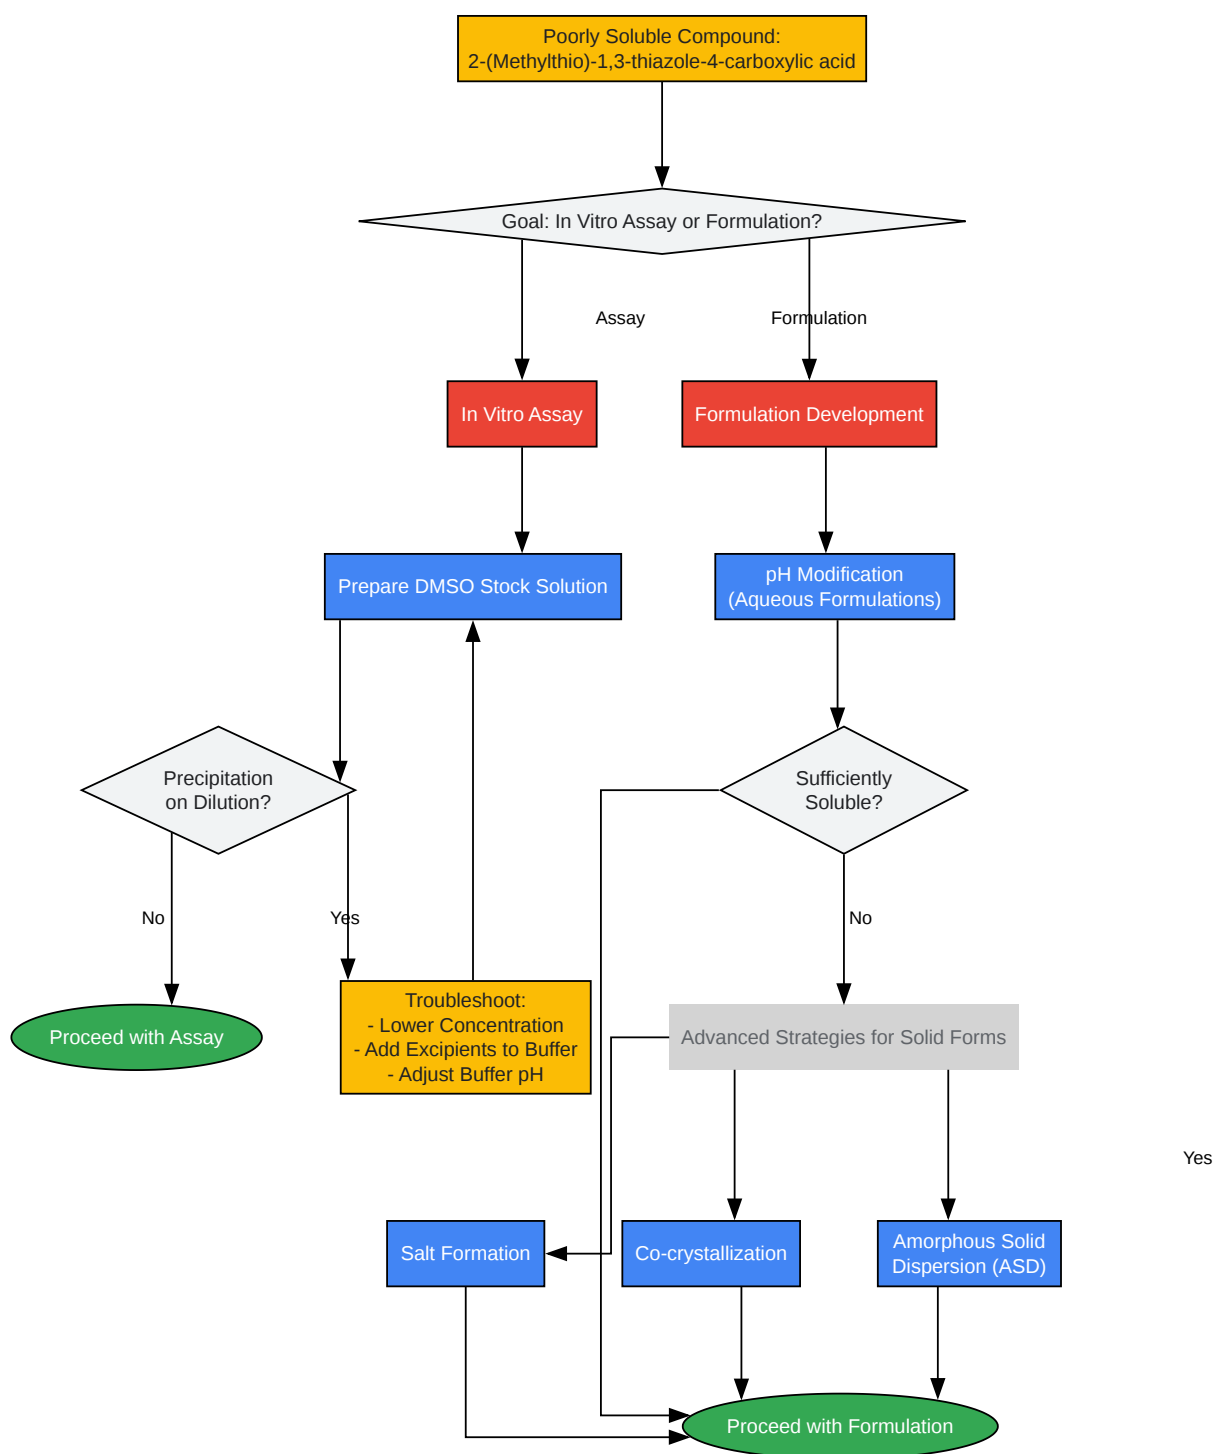 Poorly Soluble Compound:
2-(Methylthio)-1,3-thiazole-4-carboxylic acid
Goal: In Vitro Assay or Formulation?
Assay
Formulation
In Vitro Assay
Formulation Development
Prepare DMSO Stock Solution
pH Modification
(Aqueous Formulations)
Precipitation
on Dilution?
Sufficiently
Soluble?
No
Yes
No
Proceed with Assay
Troubleshoot:
- Lower Concentration
- Add Excipients to Buffer
- Adjust Buffer pH
Advanced Strategies for Solid Forms
Yes
Salt Formation
Co-crystallization
Amorphous Solid
Dispersion (ASD)
Proceed with Formulation